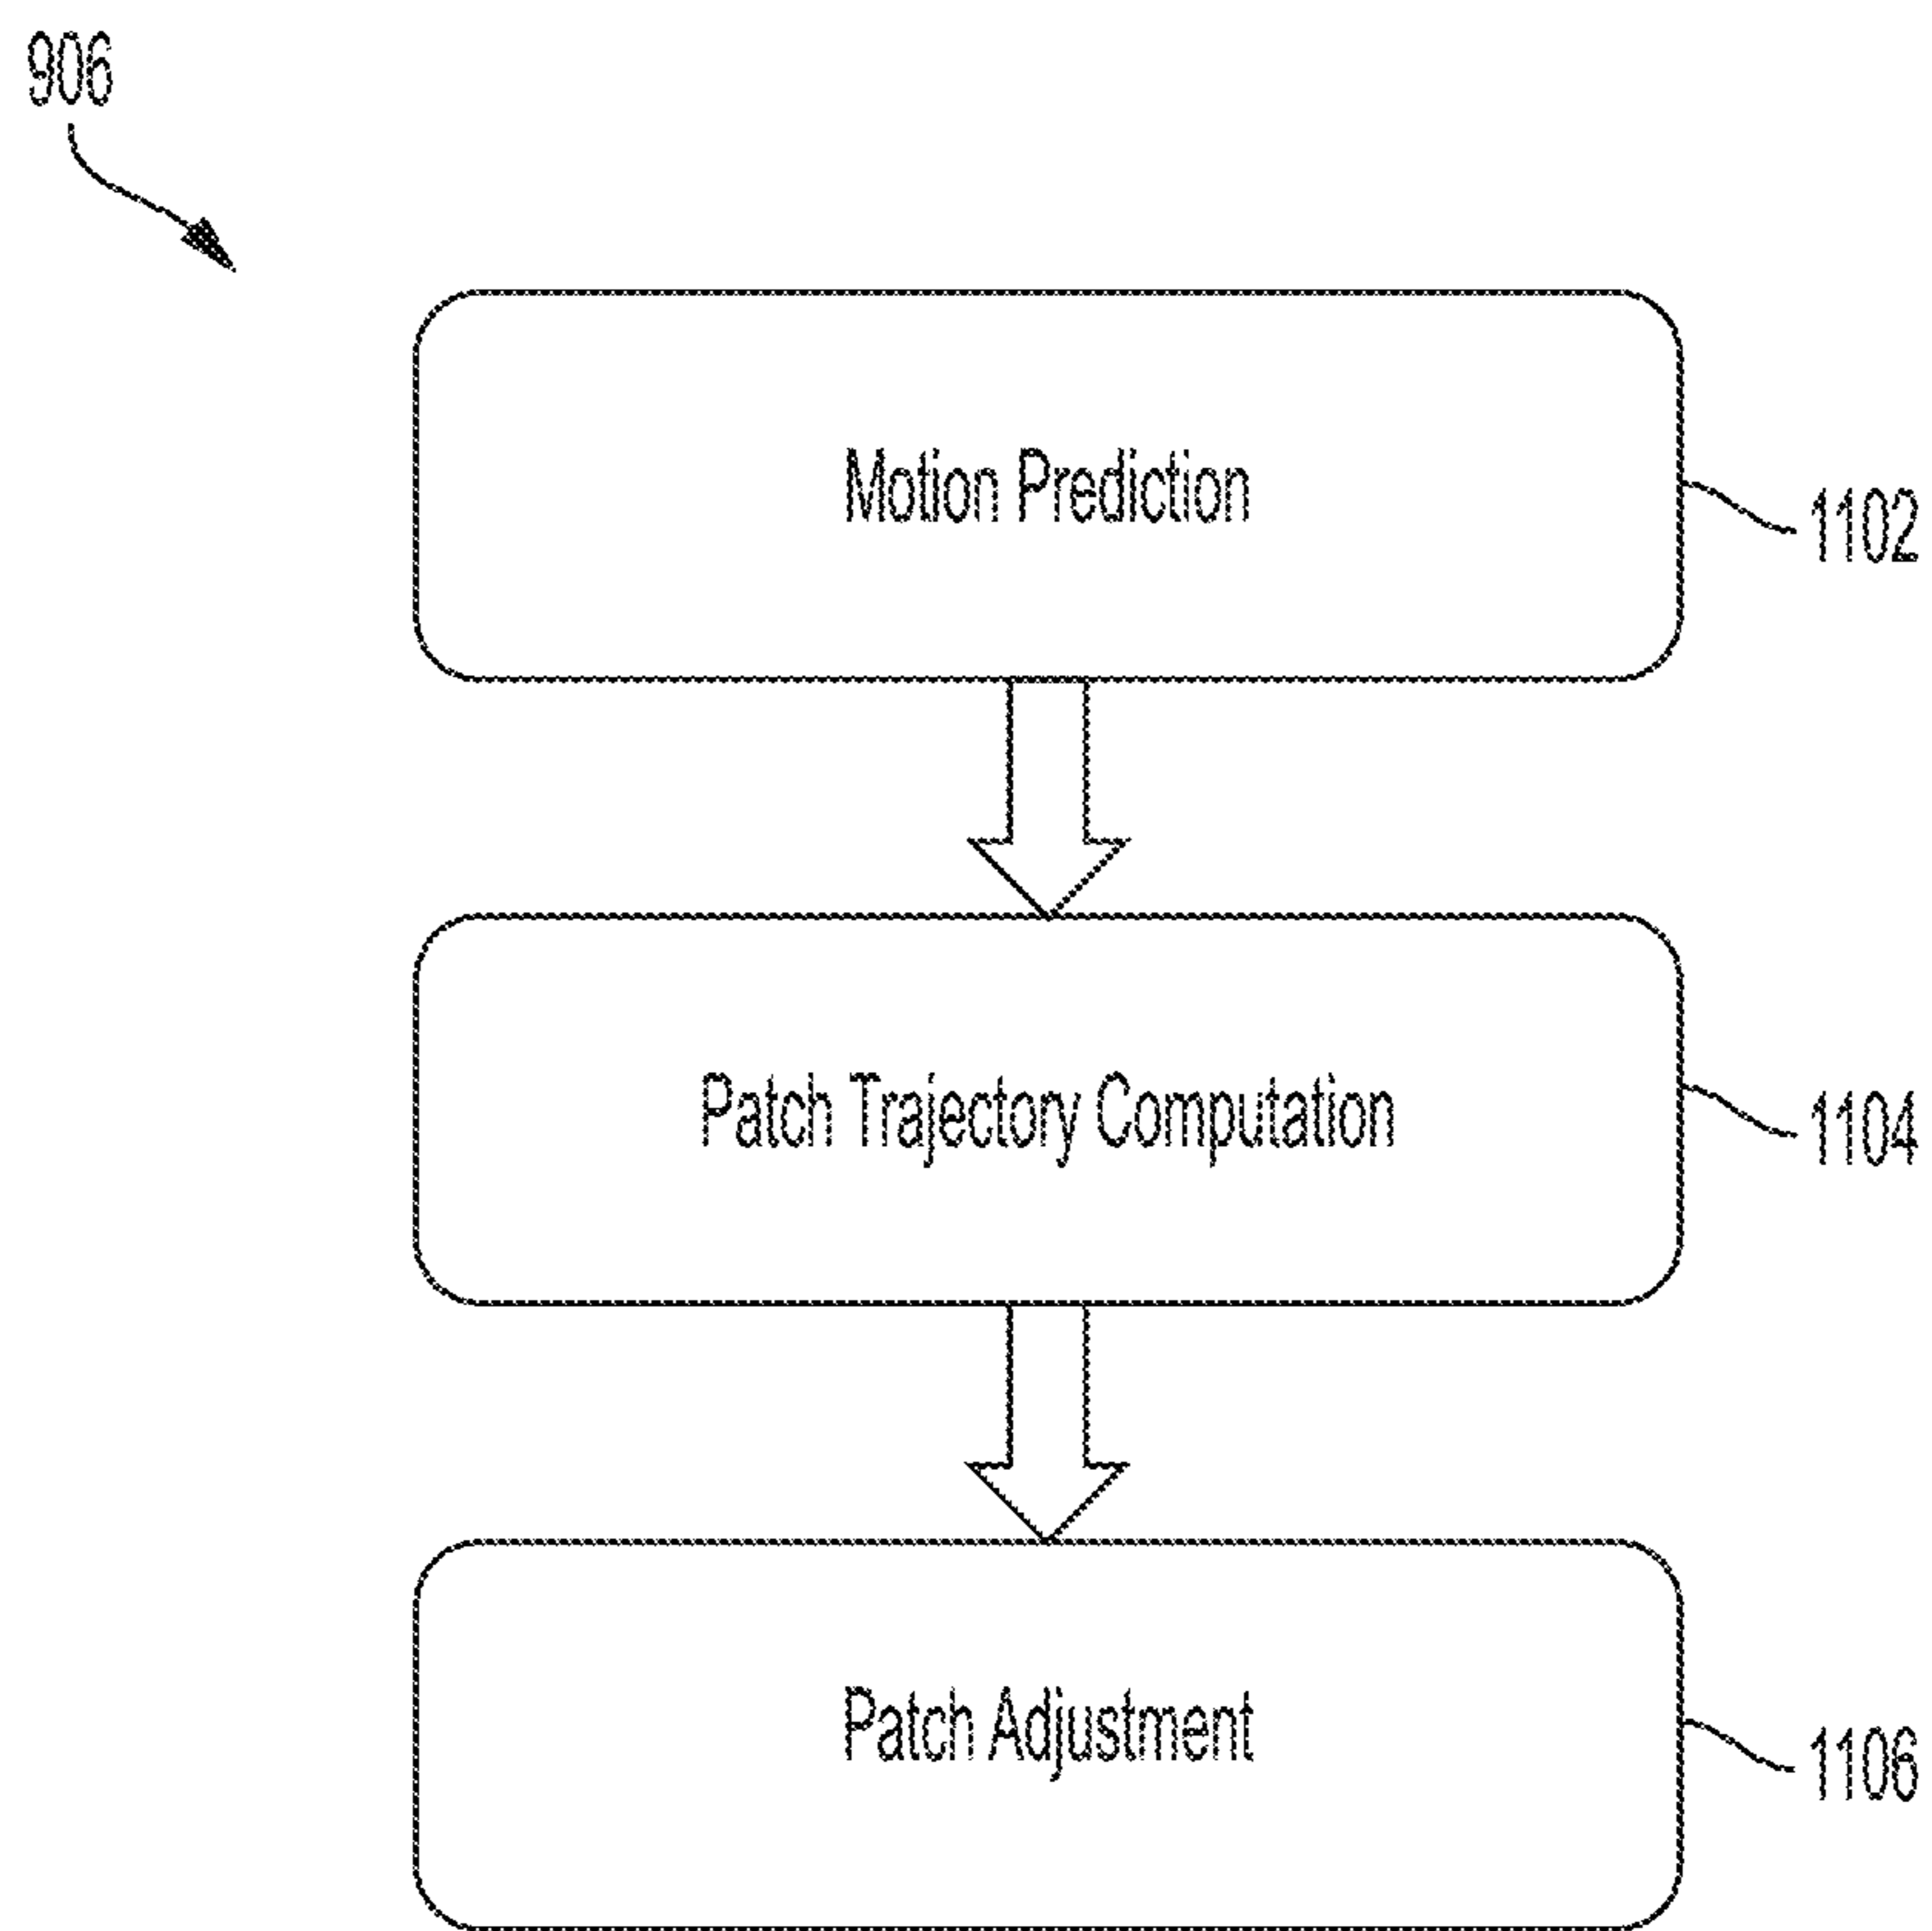 906
Motion Prediction
1102
Patch Trajectory Computation
1104
Patch Adjustment
1106